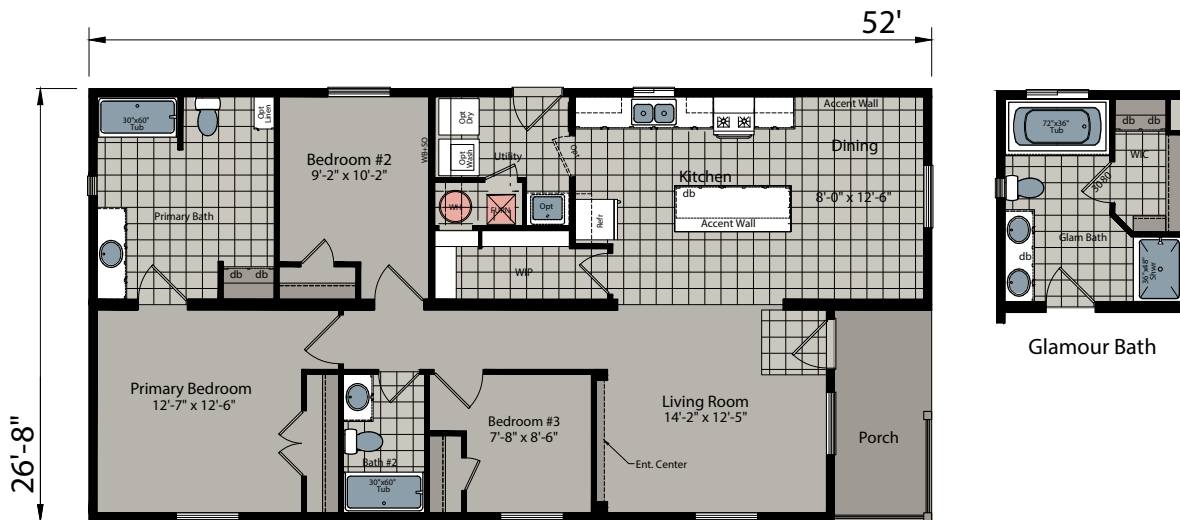 52'
26'-8"
30"x60"
Tub
Opt
Linen
Primary Bath
db db
Bedroom #2
9'-2" x 10'-2"
WB+SO
Opt
Dry
Opt
Wash
Utility
Opt
WH
FURN
Opt
WIP
Kitchen
db
Accent Wall
Refr
Accent Wall
Dining
8'-0" x 12'-6"
Primary Bedroom
12'-7" x 12'-6"
Bath #2
30"x60"
Tub
Bedroom #3
7'-8" x 8'-6"
Ent. Center
Living Room
14'-2" x 12'-5"
Porch
72"x36"
Tub
db db
WIC
3080
Glam Bath
db
36"x48"
Shwr
Glamour Bath